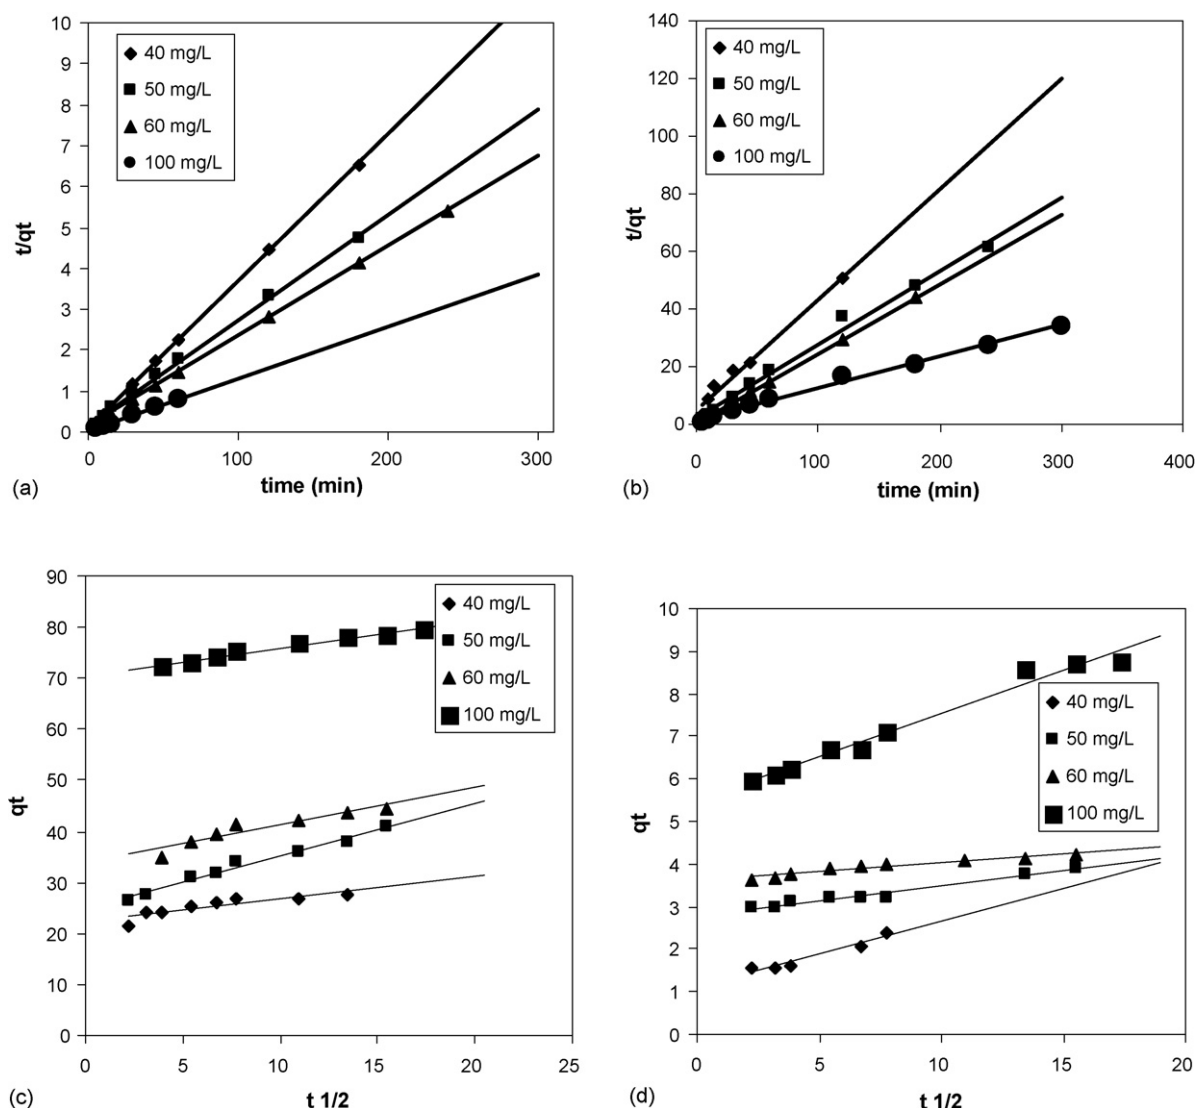 10
9
8
7
6
5
4
3
2
1
0
t/qt
40 mg/L
50 mg/L
60 mg/L
100 mg/L
0 100 200 300
time (min)
(a)
140
120
100
80
60
40
20
0
t/qt
40 mg/L
50 mg/L
60 mg/L
100 mg/L
0 100 200 300 400
time (min)
(b)
90
80
70
60
50
40
30
20
10
0
qt
40 mg/L
50 mg/L
60 mg/L
100 mg/L
0 5 10 15 20 25
t 1/2
(c)
10
9
8
7
6
5
4
3
2
1
0
qt
40 mg/L
50 mg/L
60 mg/L
100 mg/L
0 5 10 15 20
t 1/2
(d)